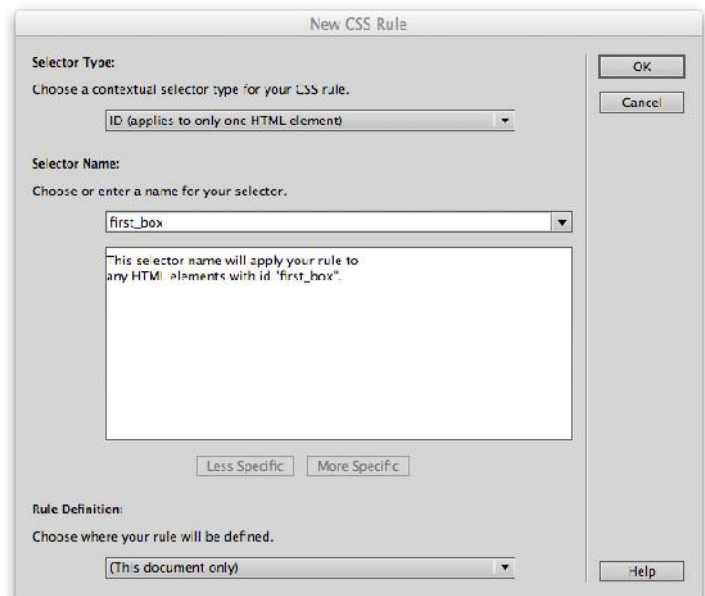 New CSS Rule
Selector Type:
OK
Choose a contextual selector type for your CSS rule.
Cancel
ID (applies to only one HTML element)
Selector Name:
Choose or enter a name for your selector.
first_box
This selector name will apply your rule to
any HTML elements with id "first_box".
Less Specific
More Specific
Rule Definition:
Choose where your rule will be defined.
(This document only)
Help